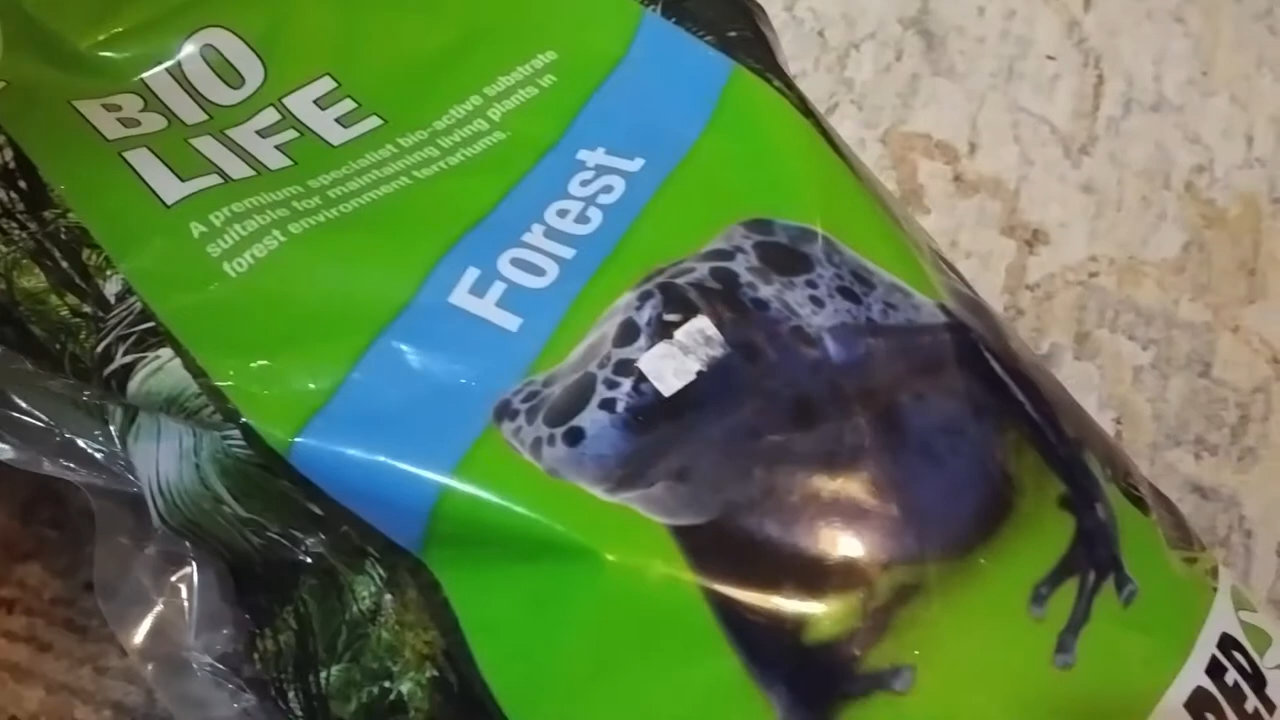 BIO
LIFE
A premium specialist bio-active substrate
suitable for maintaining living plants in
forest environment terrariums.
Forest